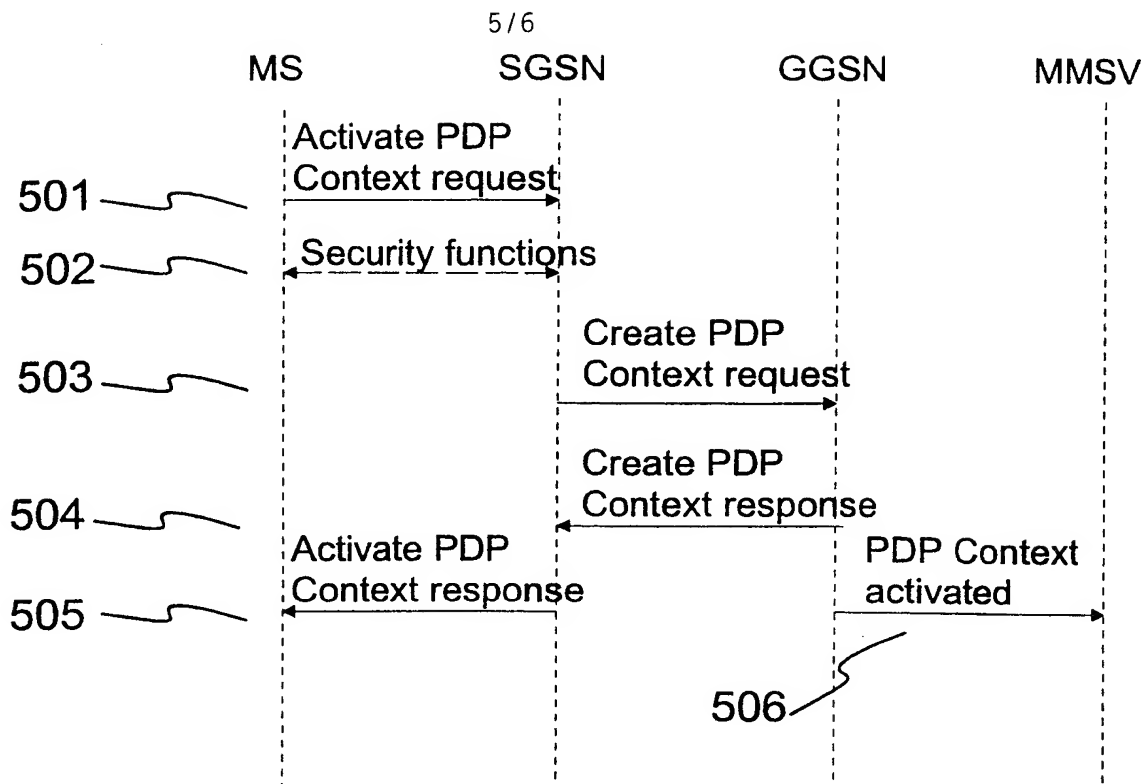 5/6
MS SGSN GGSN MMSV
Activate PDP
Context request
501
Security functions
502
Create PDP
Context request
503
Create PDP
Context response
504
Activate PDP
Context response
505
PDP Context
activated
506